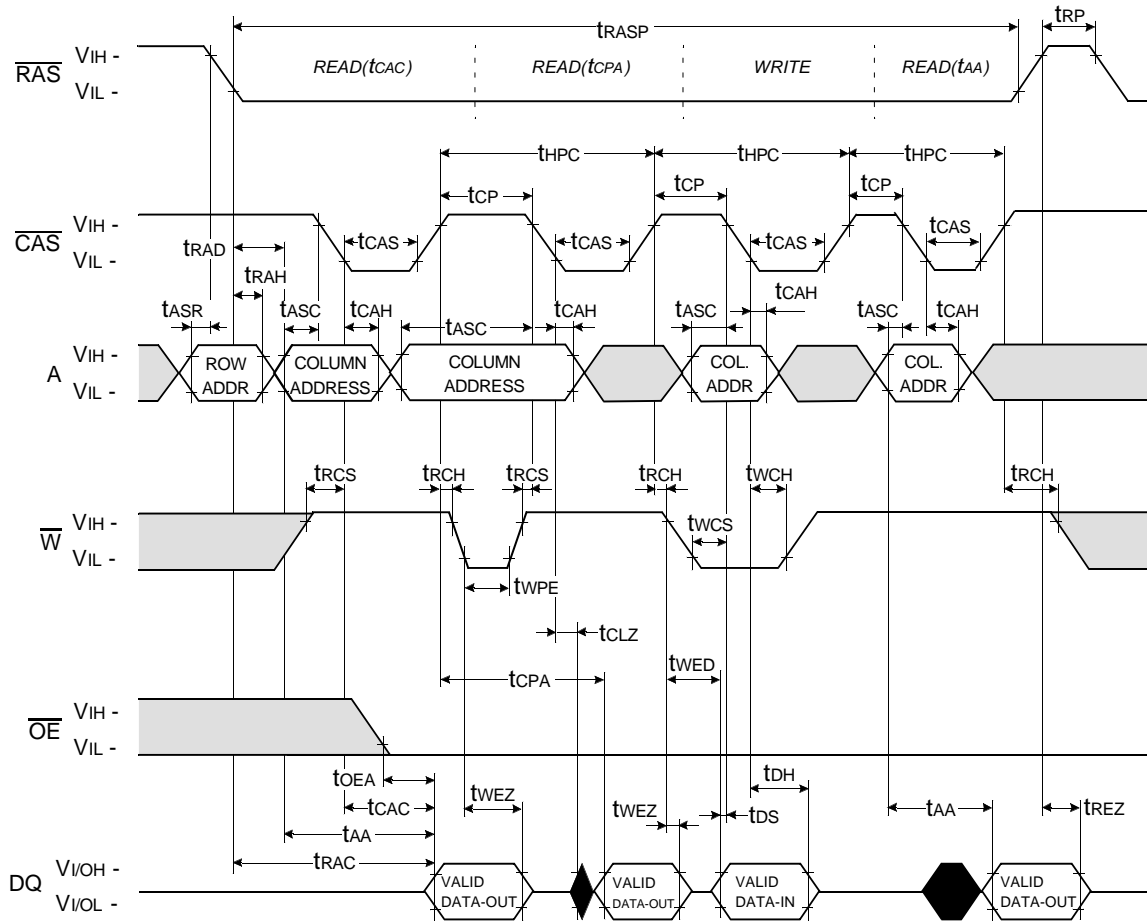 tRASP
tRP
RAS
VIH -
VIL -
READ(tCAC)
READ(tCPA)
WRITE
READ(tAA)
tHPC
tHPC
tHPC
tCP
tCP
tCP
CAS
VIH -
VIL -
tCAS
tCAS
tCAS
tCAS
tRAD
tRAH
tASR
tASC
tCAH
tASC
tCAH
tASC
tCAH
tASC
tCAH
A
VIH -
VIL -
ROW
ADDR
COLUMN
ADDRESS
COLUMN
ADDRESS
COL.
ADDR
COL.
ADDR
tRCS
tRCH
tRCS
tRCH
tWCH
tRCH
W
VIH -
VIL -
tWCS
tWPE
tCLZ
tWED
tCPA
OE
VIH -
VIL -
tOEA
tCAC
tAA
tRAC
tWEZ
tWEZ
tDH
tDS
tAA
tREZ
DQ
VI/OH -
VI/OL -
VALID
DATA-OUT
VALID
DATA-OUT
VALID
DATA-IN
VALID
DATA-OUT